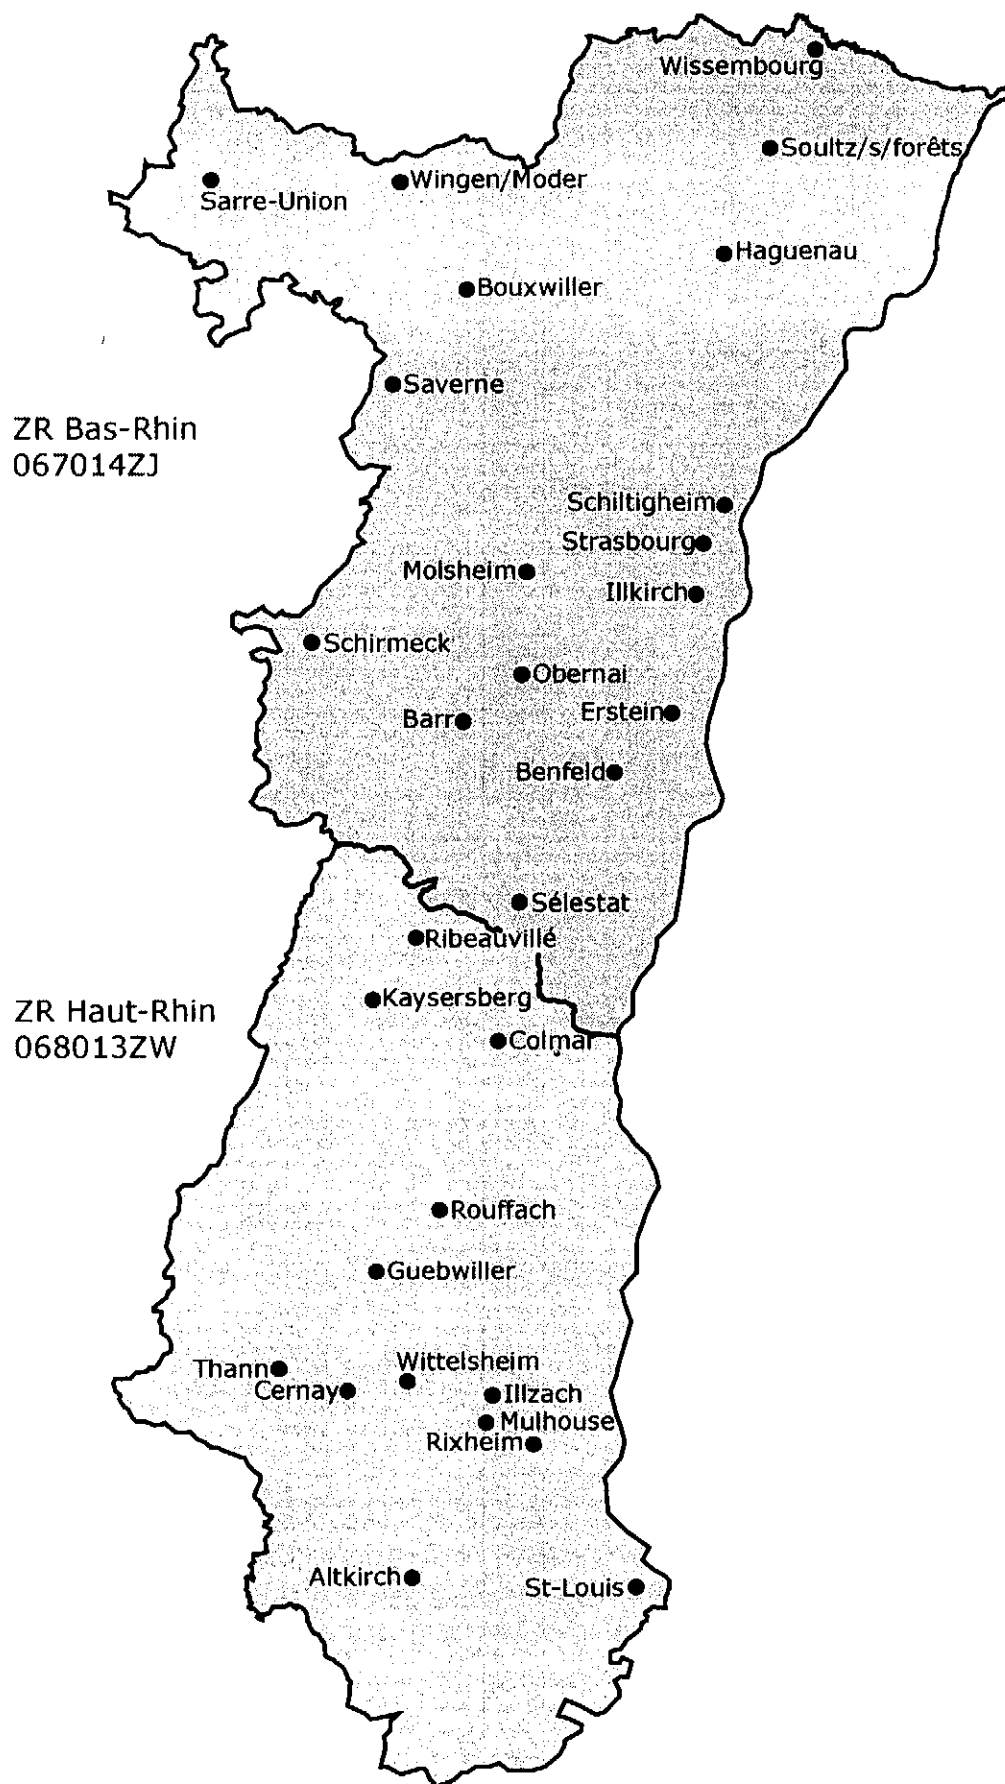 Wissembourg
Soultz/s/forêts
Wingen/Moder
Sarre-Union
Haguenau
Bouxwiller
Saverne
ZR Bas-Rhin
067014ZJ
Schiltigheim
Strasbourg
Molsheim
Illkirch
Schirmeck
Obernai
Erstein
Barr
Benfeld
Sélestat
Ribeauvillé
Kaysersberg
ZR Haut-Rhin
068013ZW
Colmar
Rouffach
Guebwiller
Wittelsheim
Thann
Cernay
Illzach
Mulhouse
Rixheim
Altkirch
St-Louis